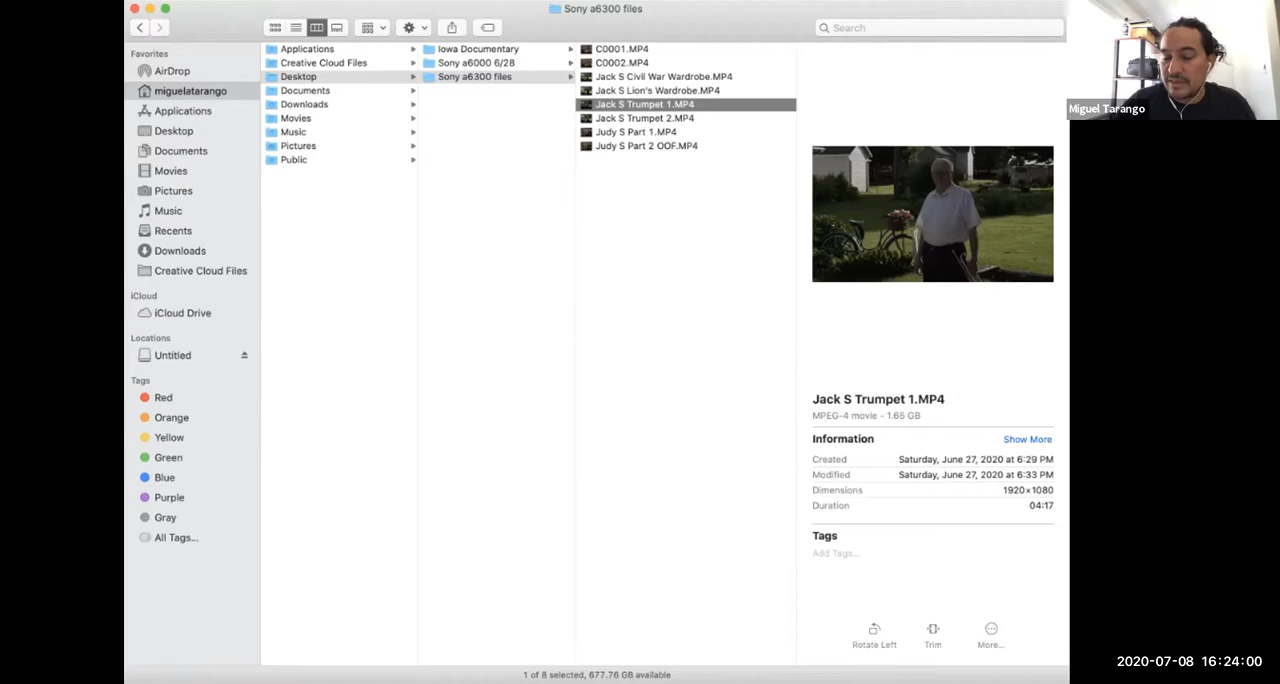 Sony a6300 files
Search
Favorites
AirDrop
miguelatarango
Applications
Desktop
Documents
Movies
Pictures
Music
Recents
Downloads
Creative Cloud Files
iCloud
iCloud Drive
Locations
Untitled
Tags
Red
Orange
Yellow
Green
Blue
Purple
Gray
All Tags...
Applications
Creative Cloud Files
Desktop
Documents
Downloads
Movies
Music
Pictures
Public
Iowa Documentary
Sony a6000 6/28
Sony a6300 files
C0001.MP4
C0002.MP4
Jack S Civil War Wardrobe.MP4
Jack S Lion's Wardrobe.MP4
Jack S Trumpet 1.MP4
Jack S Trumpet 2.MP4
Judy S Part 1.MP4
Judy S Part 2 OOF.MP4
Jack S Trumpet 1.MP4
MPEG-4 movie - 1.65 GB
Information Show More
Created Saturday, June 27, 2020 at 6:29 PM
Modified Saturday, June 27, 2020 at 6:33 PM
Dimensions 1920×1080
Duration 04:17
Tags
Add Tags...
Rotate Left Trim More...
1 of 8 selected, 677.76 GB available
Miguel Tarango
2020-07-08 16:24:00